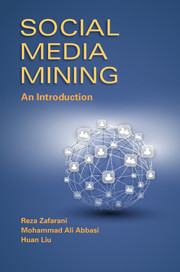 SOCIAL
MEDIA
MINING
An Introduction
Reza Zafarani
Mohammad Ali Abbasi
Huan Liu